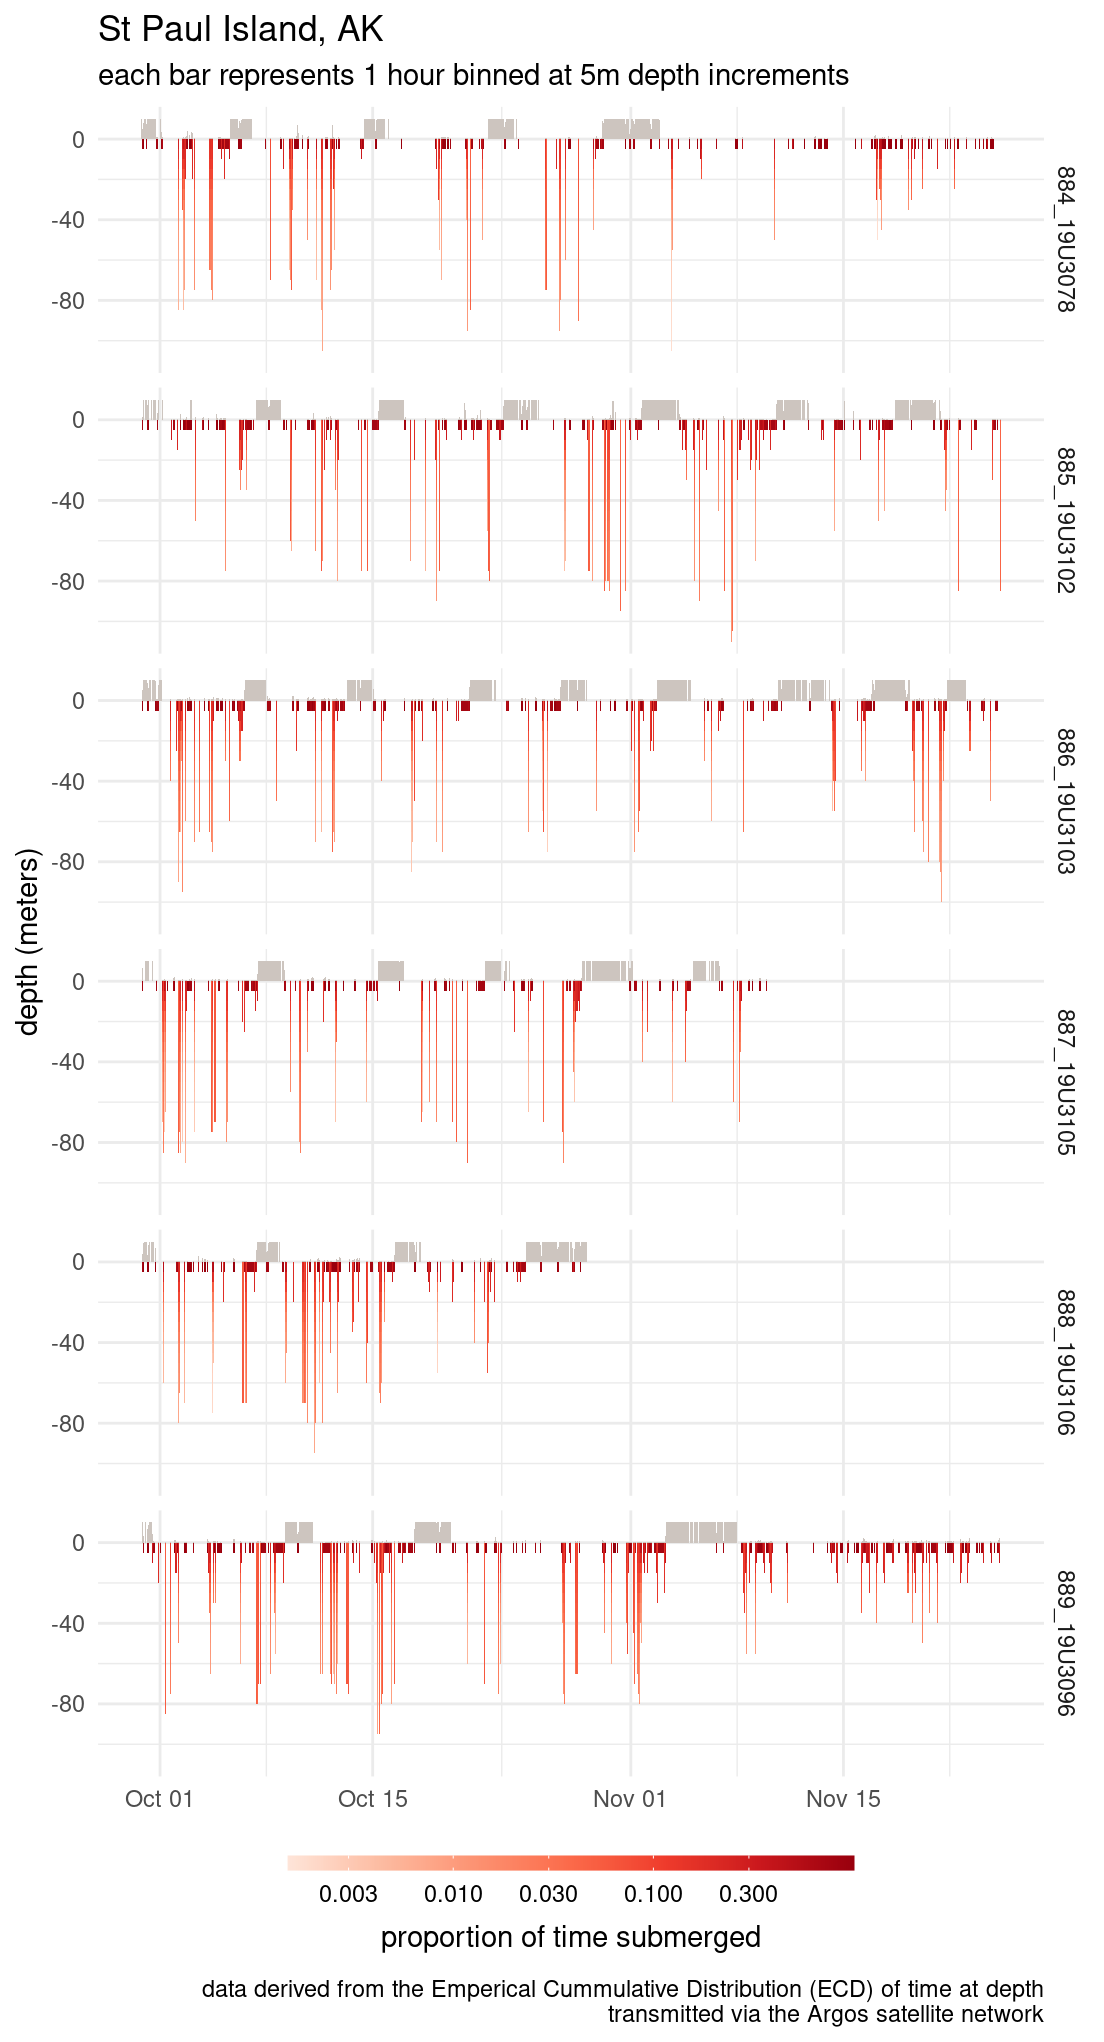 St Paul Island, AK
each bar represents 1 hour binned at 5m depth increments
depth (meters)
0
-40
-80
884_19U3078
0
-40
-80
885_19U3102
0
-40
-80
886_19U3103
0
-40
-80
887_19U3105
0
-40
-80
888_19U3106
0
-40
-80
889_19U3096
Oct 01 Oct 15 Nov 01 Nov 15
0.003 0.010 0.030 0.100 0.300
proportion of time submerged
data derived from the Emperical Cummulative Distribution (ECD) of time at depth
transmitted via the Argos satellite network